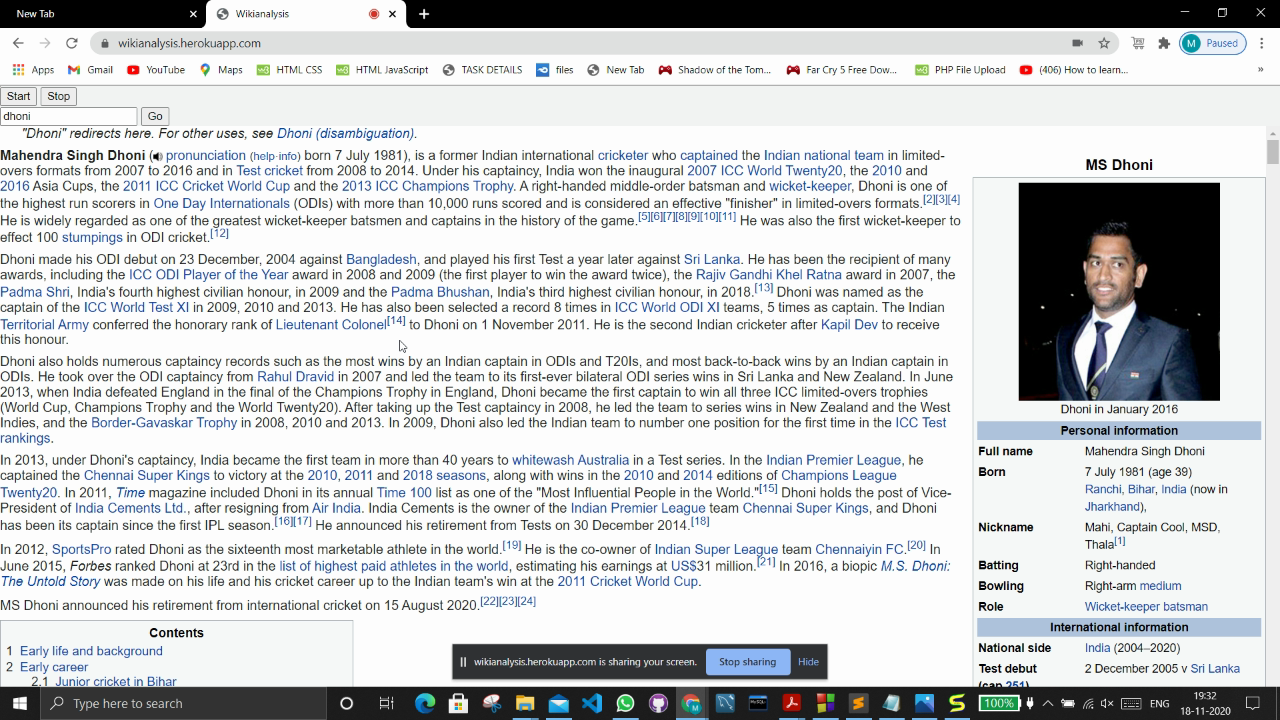 New Tab
Wikianalysis
wikianalysis.herokuapp.com
M Paused
Apps Gmail YouTube Maps HTML CSS HTML JavaScript TASK DETAILS files New Tab Shadow of the Tom... Far Cry 5 Free Dow... PHP File Upload (406) How to learn... »
Start Stop
dhoni Go
"Dhoni" redirects here. For other uses, see Dhoni (disambiguation).
Mahendra Singh Dhoni ( pronunciation (help·info) born 7 July 1981), is a former Indian international cricketer who captained the Indian national team in limited-
overs formats from 2007 to 2016 and in Test cricket from 2008 to 2014. Under his captaincy, India won the inaugural 2007 ICC World Twenty20, the 2010 and
2016 Asia Cups, the 2011 ICC Cricket World Cup and the 2013 ICC Champions Trophy. A right-handed middle-order batsman and wicket-keeper, Dhoni is one of
the highest run scorers in One Day Internationals (ODIs) with more than 10,000 runs scored and is considered an effective "finisher" in limited-overs formats.[2][3][4]
He is widely regarded as one of the greatest wicket-keeper batsmen and captains in the history of the game.[5][6][7][8][9][10][11] He was also the first wicket-keeper to
effect 100 stumpings in ODI cricket.[12]
Dhoni made his ODI debut on 23 December, 2004 against Bangladesh, and played his first Test a year later against Sri Lanka. He has been the recipient of many
awards, including the ICC ODI Player of the Year award in 2008 and 2009 (the first player to win the award twice), the Rajiv Gandhi Khel Ratna award in 2007, the
Padma Shri, India's fourth highest civilian honour, in 2009 and the Padma Bhushan, India's third highest civilian honour, in 2018.[13] Dhoni was named as the
captain of the ICC World Test XI in 2009, 2010 and 2013. He has also been selected a record 8 times in ICC World ODI XI teams, 5 times as captain. The Indian
Territorial Army conferred the honorary rank of Lieutenant Colonel[14] to Dhoni on 1 November 2011. He is the second Indian cricketer after Kapil Dev to receive
this honour.
Dhoni also holds numerous captaincy records such as the most wins by an Indian captain in ODIs and T20Is, and most back-to-back wins by an Indian captain in
ODIs. He took over the ODI captaincy from Rahul Dravid in 2007 and led the team to its first-ever bilateral ODI series wins in Sri Lanka and New Zealand. In June
2013, when India defeated England in the final of the Champions Trophy in England, Dhoni became the first captain to win all three ICC limited-overs trophies
(World Cup, Champions Trophy and the World Twenty20). After taking up the Test captaincy in 2008, he led the team to series wins in New Zealand and the West
Indies, and the Border-Gavaskar Trophy in 2008, 2010 and 2013. In 2009, Dhoni also led the Indian team to number one position for the first time in the ICC Test
rankings.
In 2013, under Dhoni's captaincy, India became the first team in more than 40 years to whitewash Australia in a Test series. In the Indian Premier League, he
captained the Chennai Super Kings to victory at the 2010, 2011 and 2018 seasons, along with wins in the 2010 and 2014 editions of Champions League
Twenty20. In 2011, Time magazine included Dhoni in its annual Time 100 list as one of the "Most Influential People in the World."[15] Dhoni holds the post of Vice-
President of India Cements Ltd., after resigning from Air India. India Cements is the owner of the Indian Premier League team Chennai Super Kings, and Dhoni
has been its captain since the first IPL season.[16][17] He announced his retirement from Tests on 30 December 2014.[18]
In 2012, SportsPro rated Dhoni as the sixteenth most marketable athlete in the world.[19] He is the co-owner of Indian Super League team Chennaiyin FC.[20] In
June 2015, Forbes ranked Dhoni at 23rd in the list of highest paid athletes in the world, estimating his earnings at US$31 million.[21] In 2016, a biopic M.S. Dhoni:
The Untold Story was made on his life and his cricket career up to the Indian team's win at the 2011 Cricket World Cup.
MS Dhoni announced his retirement from international cricket on 15 August 2020.[22][23][24]
Contents
1 Early life and background
2 Early career
2.1 Junior cricket in Bihar
MS Dhoni
Dhoni in January 2016
Personal information
Full name Mahendra Singh Dhoni
Born 7 July 1981 (age 39)
Ranchi, Bihar, India (now in
Jharkhand),
Nickname Mahi, Captain Cool, MSD,
Thala[1]
Batting Right-handed
Bowling Right-arm medium
Role Wicket-keeper batsman
International information
National side India (2004–2020)
Test debut 2 December 2005 v Sri Lanka
(cap 251)
wikianalysis.herokuapp.com is sharing your screen. Stop sharing Hide
Type here to search
100%
19:32
18-11-2020